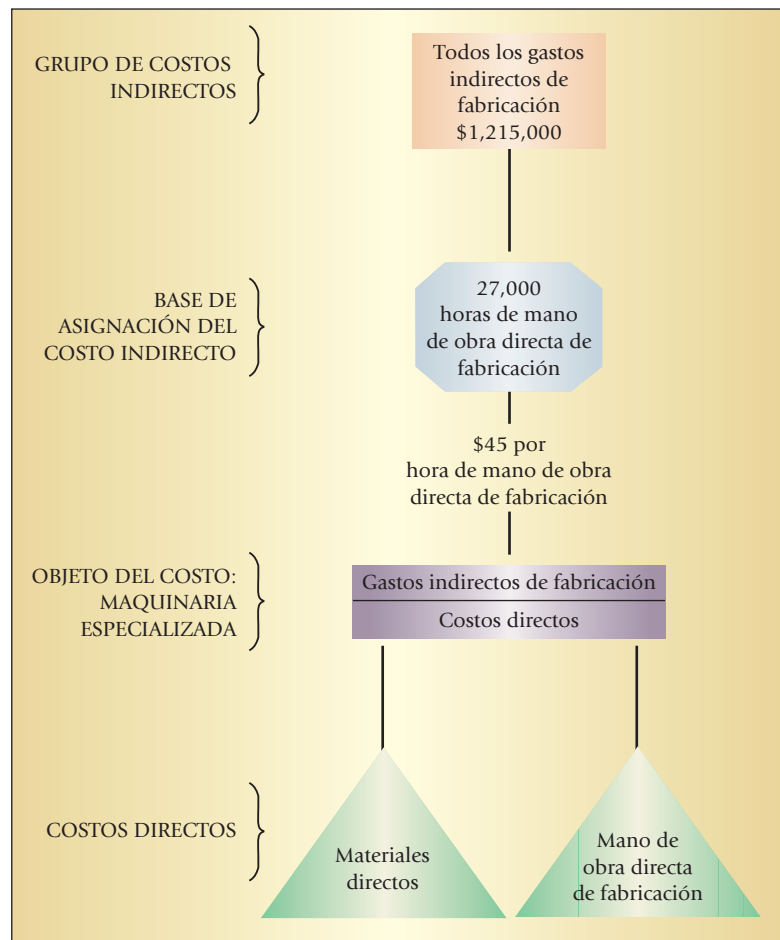 GRUPO DE COSTOS
INDIRECTOS
Todos los gastos
indirectos de
fabricación
$1,215,000
BASE DE
ASIGNACIÓN DEL
COSTO INDIRECTO
27,000
horas de mano
de obra directa de
fabricación
$45 por
hora de mano de obra
directa de fabricación
OBJETO DEL COSTO:
MAQUINARIA
ESPECIALIZADA
Gastos indirectos de fabricación
Costos directos
COSTOS DIRECTOS
Materiales
directos
Mano de
obra directa
de fabricación